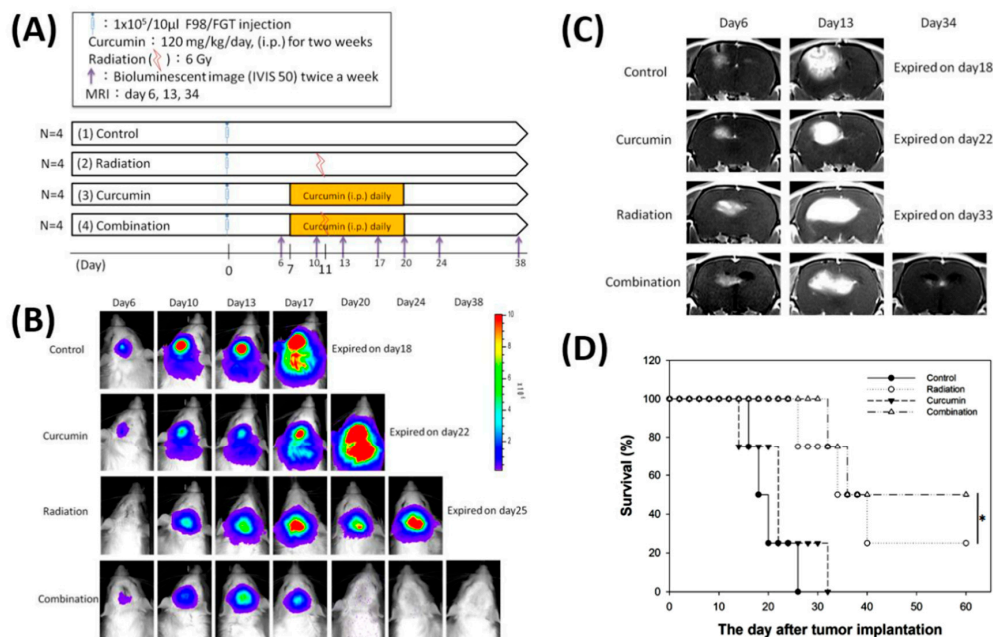 (A)
: 1x10⁵/10μl F98/FGT injection
Curcumin : 120 mg/kg/day, (i.p.) for two weeks
Radiation ( ) : 6 Gy
: Bioluminescent image (IVIS 50) twice a week
MRI : day 6, 13, 34
N=4 (1) Control
N=4 (2) Radiation
N=4 (3) Curcumin Curcumin (i.p.) daily
N=4 (4) Combination Curcumin (i.p.) daily
(Day) 0 6 7 10 11 13 17 20 24 38
(B)
Day6 Day10 Day13 Day17 Day20 Day24 Day38
Control Expired on day18
Curcumin Expired on day22
Radiation Expired on day25
Combination
10
8
6
4
2
(C)
Day6 Day13 Day34
Control Expired on day18
Curcumin Expired on day22
Radiation Expired on day33
Combination
(D)
120
100
80
60
40
20
0
Survival (%)
Control
Radiation
Curcumin
Combination
*
0 10 20 30 40 50 60
The day after tumor implantation